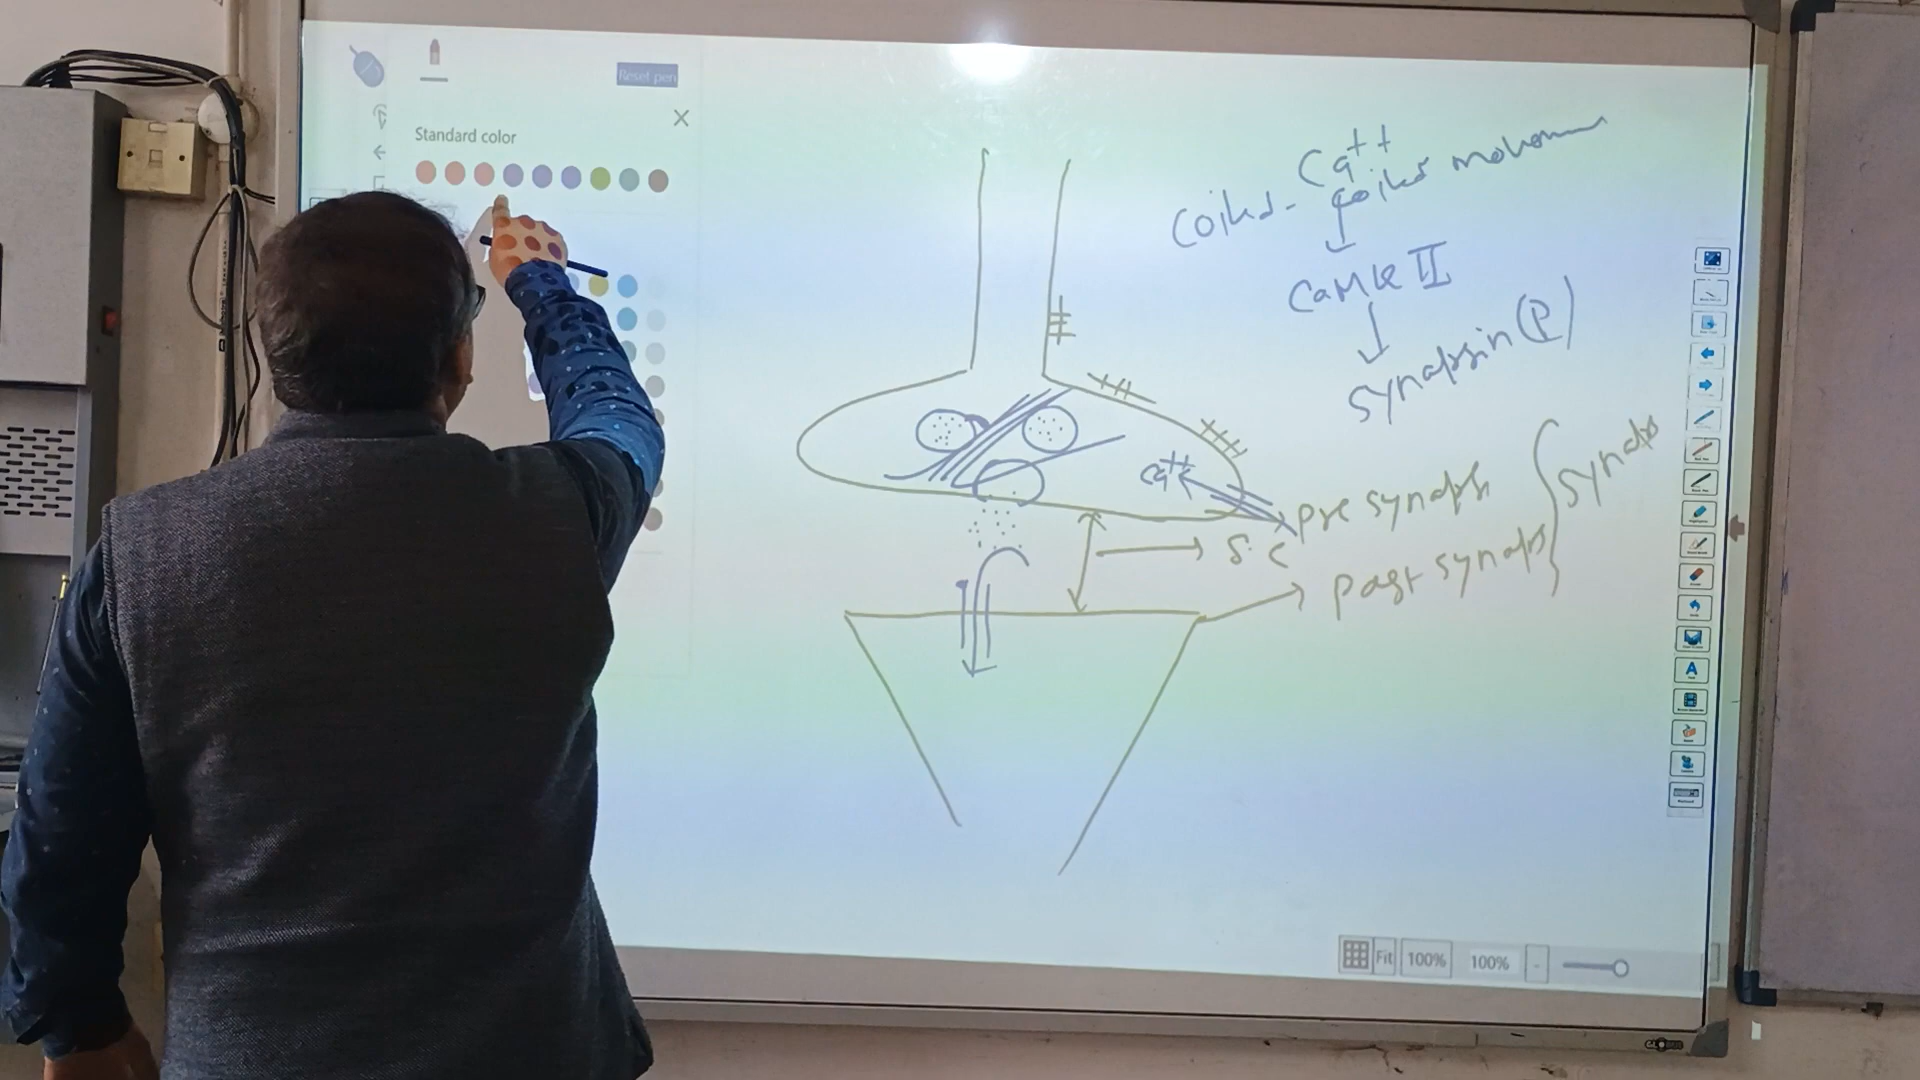 Reset pen
Standard color
Ca++
Coiled - Coiled
CaMK II
synapsin (P)
Ca++
pre synaps
synaps
S.C
post synaps
Fit 100% 100% -
GLOBUS